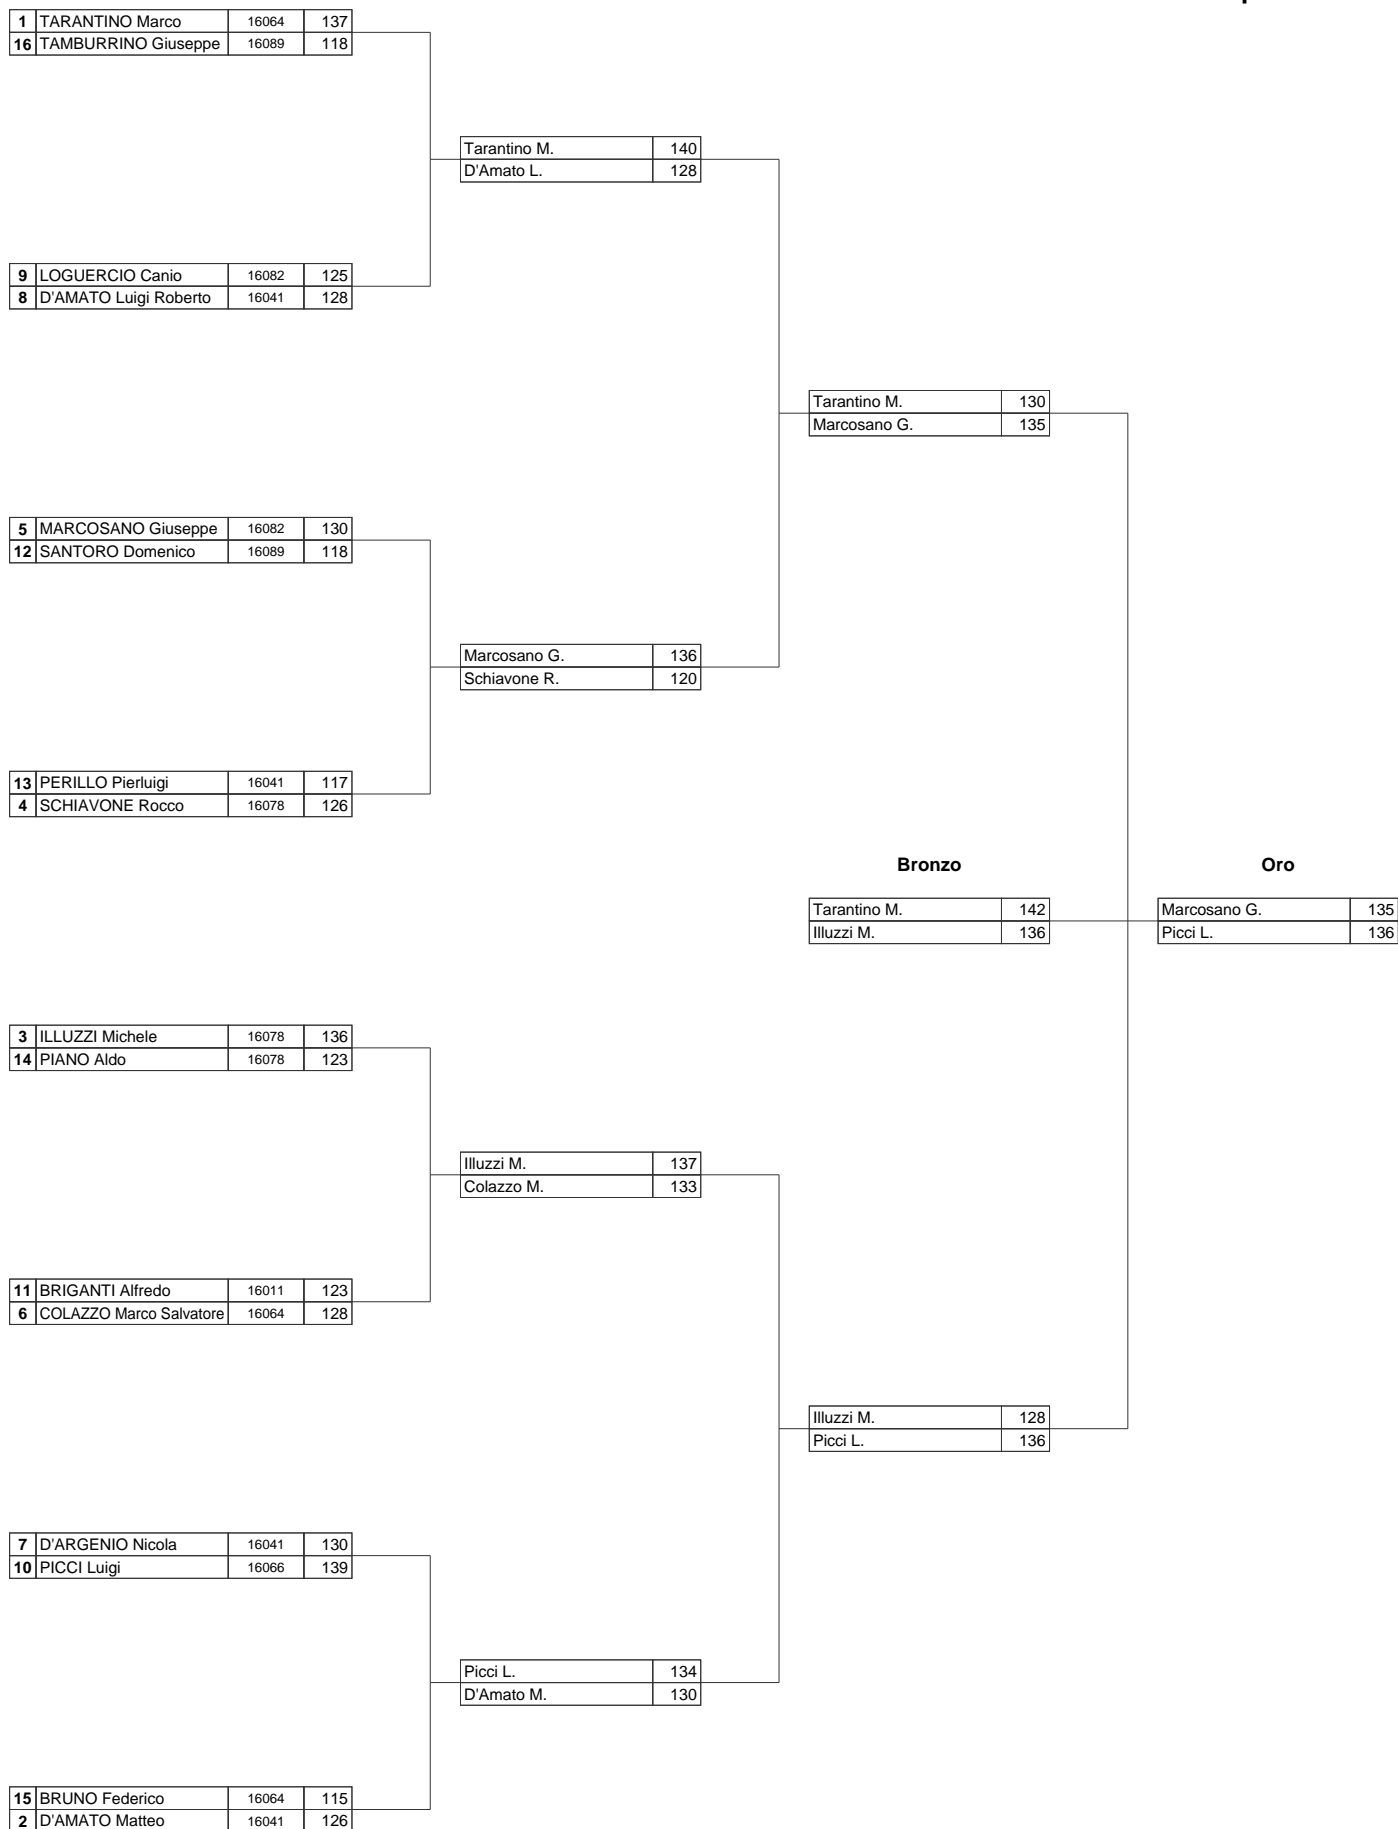 1 TARANTINO Marco 16064 137
16 TAMBURRINO Giuseppe 16089 118
Tarantino M. 140
D'Amato L. 128
9 LOGUERCIO Canio 16082 125
8 D'AMATO Luigi Roberto 16041 128
Tarantino M. 130
Marcosano G. 135
5 MARCOSANO Giuseppe 16082 130
12 SANTORO Domenico 16089 118
Marcosano G. 136
Schiavone R. 120
13 PERILLO Pierluigi 16041 117
4 SCHIAVONE Rocco 16078 126
Bronzo Oro
Tarantino M. 142 Marcosano G. 135
Illuzzi M. 136 Picci L. 136
3 ILLUZZI Michele 16078 136
14 PIANO Aldo 16078 123
Illuzzi M. 137
Colazzo M. 133
11 BRIGANTI Alfredo 16011 123
6 COLAZZO Marco Salvatore 16064 128
Illuzzi M. 128
Picci L. 136
7 D'ARGENIO Nicola 16041 130
10 PICCI Luigi 16066 139
Picci L. 134
D'Amato M. 130
15 BRUNO Federico 16064 115
2 D'AMATO Matteo 16041 126